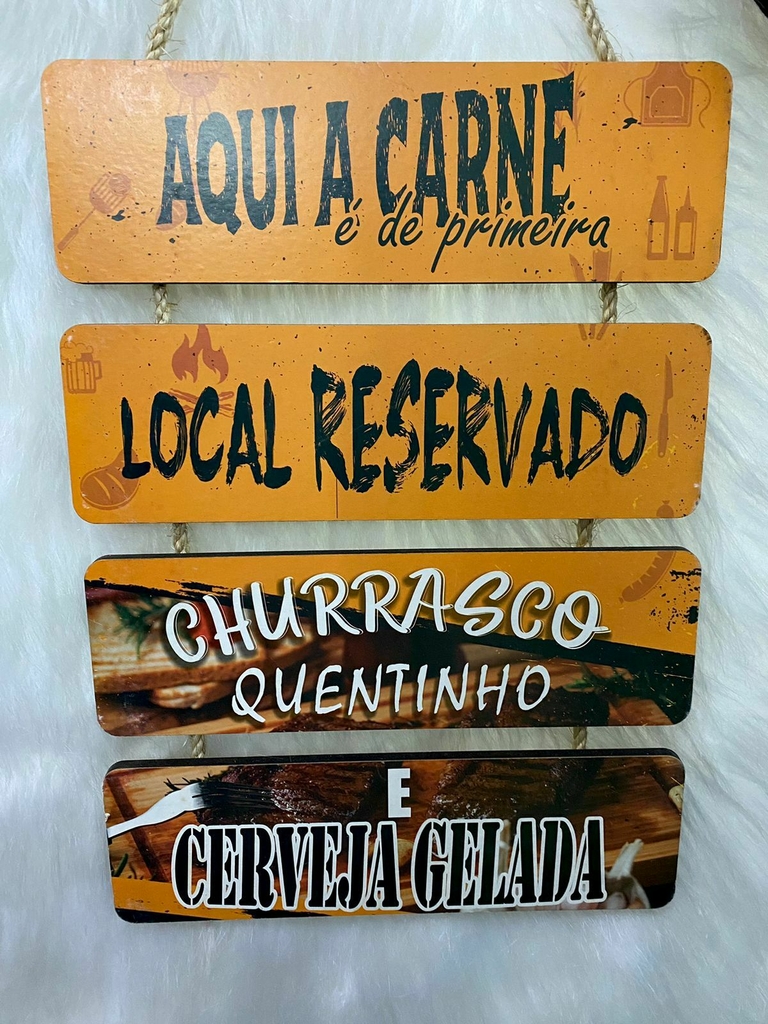 AQUI A CARNE
é de primeira
LOCAL RESERVADO
CHURRASCO
QUENTINHO
E
CERVEJA GELADA